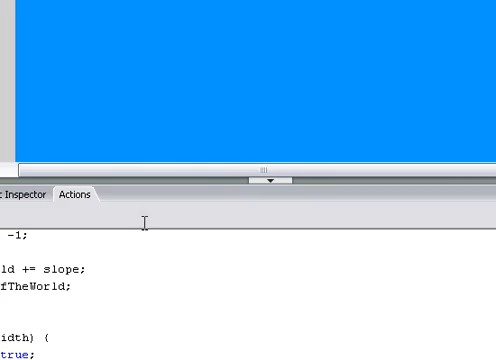 t Inspector Actions
-1;
ld += slope;
fTheWorld;
idth) {
true;